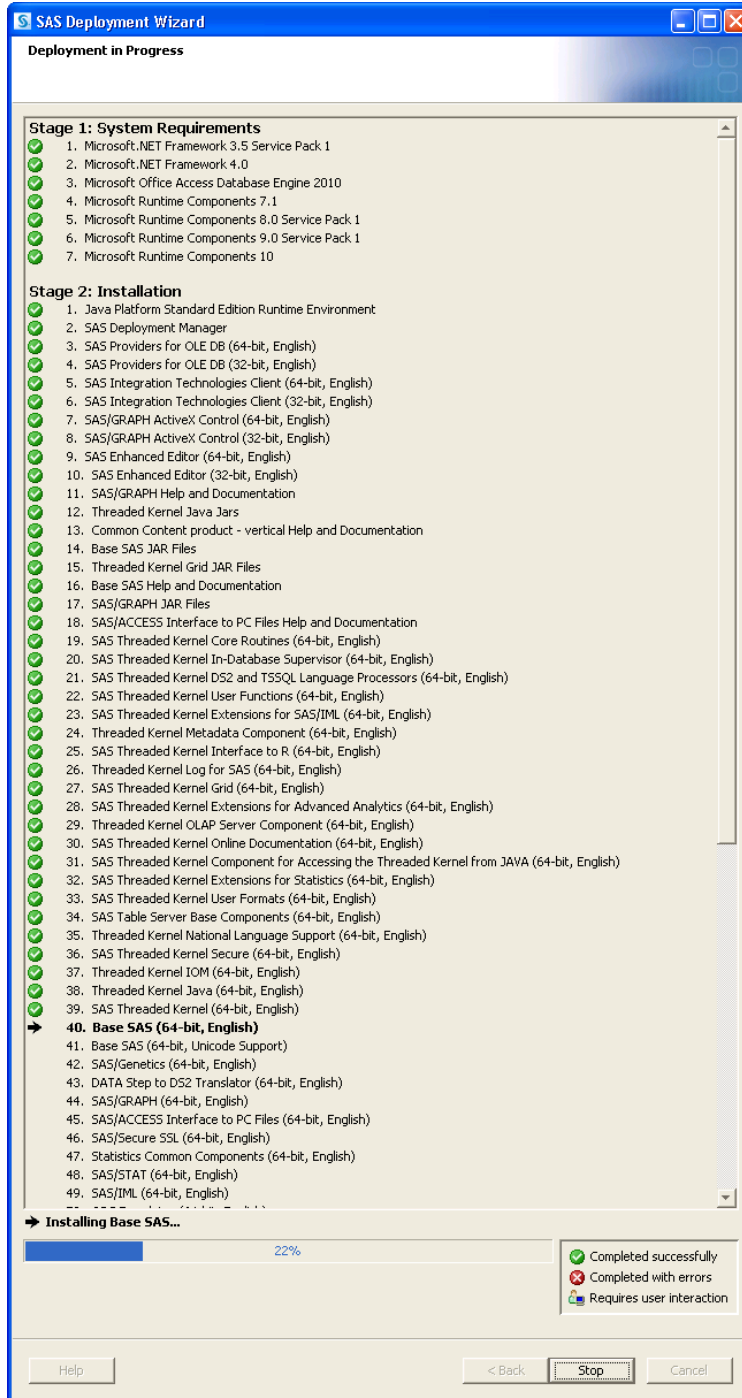 SAS Deployment Wizard
Deployment in Progress
Stage 1: System Requirements
1. Microsoft.NET Framework 3.5 Service Pack 1
2. Microsoft.NET Framework 4.0
3. Microsoft Office Access Database Engine 2010
4. Microsoft Runtime Components 7.1
5. Microsoft Runtime Components 8.0 Service Pack 1
6. Microsoft Runtime Components 9.0 Service Pack 1
7. Microsoft Runtime Components 10
Stage 2: Installation
1. Java Platform Standard Edition Runtime Environment
2. SAS Deployment Manager
3. SAS Providers for OLE DB (64-bit, English)
4. SAS Providers for OLE DB (32-bit, English)
5. SAS Integration Technologies Client (64-bit, English)
6. SAS Integration Technologies Client (32-bit, English)
7. SAS/GRAPH ActiveX Control (64-bit, English)
8. SAS/GRAPH ActiveX Control (32-bit, English)
9. SAS Enhanced Editor (64-bit, English)
10. SAS Enhanced Editor (32-bit, English)
11. SAS/GRAPH Help and Documentation
12. Threaded Kernel Java Jars
13. Common Content product - vertical Help and Documentation
14. Base SAS JAR Files
15. Threaded Kernel Grid JAR Files
16. Base SAS Help and Documentation
17. SAS/GRAPH JAR Files
18. SAS/ACCESS Interface to PC Files Help and Documentation
19. SAS Threaded Kernel Core Routines (64-bit, English)
20. SAS Threaded Kernel In-Database Supervisor (64-bit, English)
21. SAS Threaded Kernel DS2 and TSSQL Language Processors (64-bit, English)
22. SAS Threaded Kernel User Functions (64-bit, English)
23. SAS Threaded Kernel Extensions for SAS/IML (64-bit, English)
24. Threaded Kernel Metadata Component (64-bit, English)
25. SAS Threaded Kernel Interface to R (64-bit, English)
26. Threaded Kernel Log for SAS (64-bit, English)
27. SAS Threaded Kernel Grid (64-bit, English)
28. SAS Threaded Kernel Extensions for Advanced Analytics (64-bit, English)
29. Threaded Kernel OLAP Server Component (64-bit, English)
30. SAS Threaded Kernel Online Documentation (64-bit, English)
31. SAS Threaded Kernel Component for Accessing the Threaded Kernel from JAVA (64-bit, English)
32. SAS Threaded Kernel Extensions for Statistics (64-bit, English)
33. SAS Threaded Kernel User Formats (64-bit, English)
34. SAS Table Server Base Components (64-bit, English)
35. Threaded Kernel National Language Support (64-bit, English)
36. SAS Threaded Kernel Secure (64-bit, English)
37. Threaded Kernel IOM (64-bit, English)
38. Threaded Kernel Java (64-bit, English)
39. SAS Threaded Kernel (64-bit, English)
40. Base SAS (64-bit, English)
41. Base SAS (64-bit, Unicode Support)
42. SAS/Genetics (64-bit, English)
43. DATA Step to DS2 Translator (64-bit, English)
44. SAS/GRAPH (64-bit, English)
45. SAS/ACCESS Interface to PC Files (64-bit, English)
46. SAS/Secure SSL (64-bit, English)
47. Statistics Common Components (64-bit, English)
48. SAS/STAT (64-bit, English)
49. SAS/IML (64-bit, English)
Installing Base SAS...
22%
Completed successfully
Completed with errors
Requires user interaction
Help
< Back
Stop
Cancel